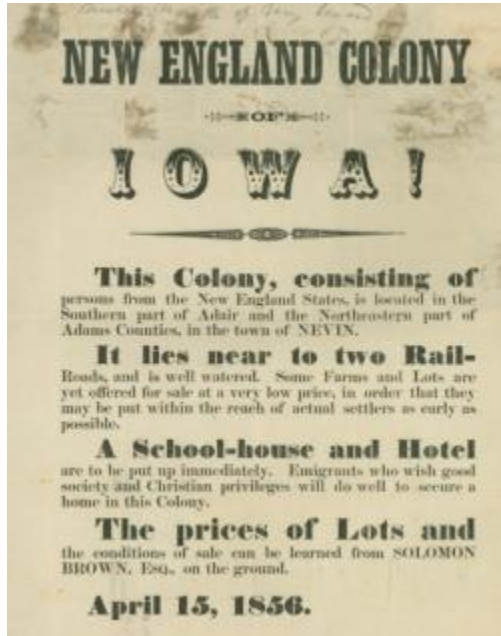 NEW ENGLAND COLONY
OF
IOWA!
This Colony, consisting of
persons from the New England States, is located in the
Southern part of Adair and the Northeastern part of
Adams Counties, in the town of NEVIN.
It lies near to two Rail-
Roads, and is well watered. Some Farms and Lots are
yet offered for sale at a very low price, in order that they
may be put within the reach of actual settlers as early as
possible.
A School-house and Hotel
are to be put up immediately. Emigrants who wish good
society and Christian privileges will do well to secure a
home in this Colony.
The prices of Lots and
the conditions of sale can be learned from SOLOMON
BROWN, Esq., on the ground.
April 15, 1856.